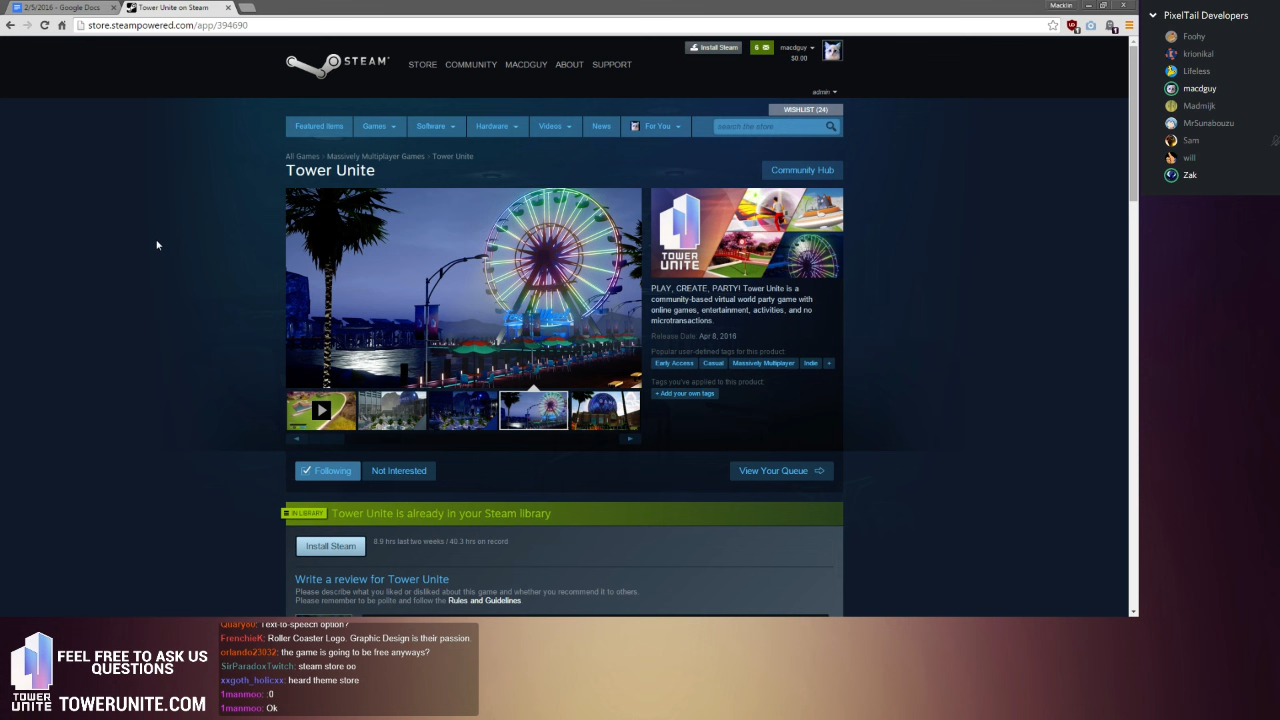 2/5/2016 - Google Docs
Tower Unite on Steam
Macklin
store.steampowered.com/app/394690
STEAM
STORE COMMUNITY MACDGUY ABOUT SUPPORT
Install Steam
6
macdguy
$0.00
admin
WISHLIST (24)
Featured Items Games Software Hardware Videos News For You search the store
All Games › Massively Multiplayer Games › Tower Unite
Tower Unite
Community Hub
TOWER
UNITE
PLAY, CREATE, PARTY! Tower Unite is a
community-based virtual world party game with
online games, entertainment, activities, and no
microtransactions.
Release Date: Apr 8, 2016
Popular user-defined tags for this product:
Early Access Casual Massively Multiplayer Indie +
Tags you've applied to this product:
+ Add your own tags
Following
Not Interested
View Your Queue
IN LIBRARY
Tower Unite is already in your Steam library
Install Steam
8.9 hrs last two weeks / 40.3 hrs on record
Write a review for Tower Unite
Please describe what you liked or disliked about this game and whether you recommend it to others.
Please remember to be polite and follow the Rules and Guidelines.
PixelTail Developers
Foohy
krionikal
Lifeless
macdguy
Madmijk
MrSunabouzu
Sam
will
Zak
TOWER
UNITE
FEEL FREE TO ASK US
QUESTIONS
TOWERUNITE.COM
Text-to-speech option?
FrenchieK: Roller Coaster Logo. Graphic Design is their passion.
orlando23032: the game is going to be free anyways?
SirParadoxTwitch: steam store oo
xxgoth_holicxx: heard theme store
1manmoo: :0
1manmoo: Ok